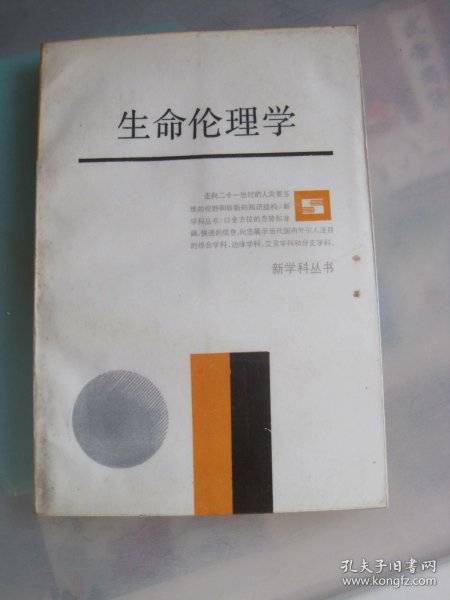 生命伦理学
走向二十一世纪的人需要多
维的视野和崭新的知识结构。《新
学科丛书》以全方位的态势和准
确、快速的信息，向您展示当代国内外引人注目
的综合学科、边缘学科、交叉学科和分支学科。
新学科丛书
孔夫子旧书网
www.kongfz.com